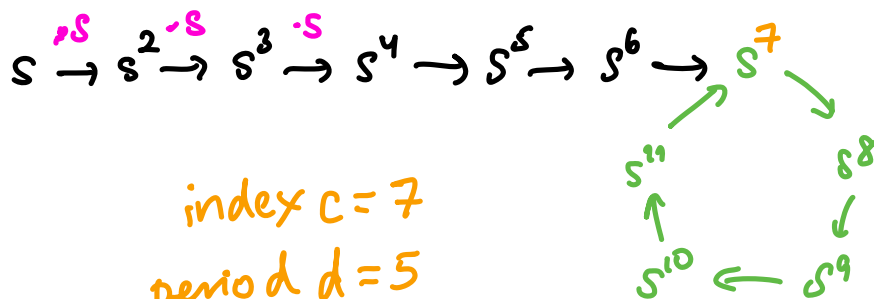 ·s ·s ·s
s → s² → s³ → s⁴ → s⁵ → s⁶ → s⁷
s¹¹ s⁸
index c = 7
s¹⁰ ← s⁹
period d = 5